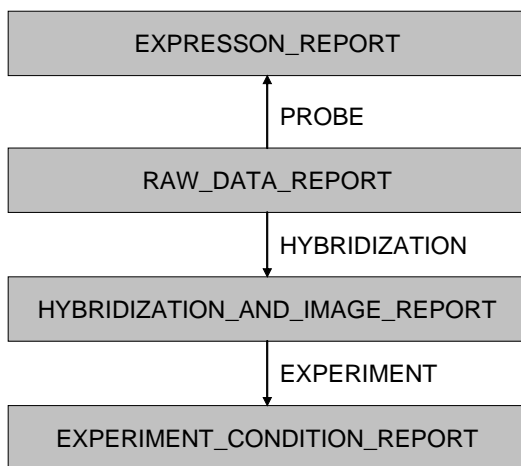 EXPRESSON_REPORT
PROBE
RAW_DATA_REPORT
HYBRIDIZATION
HYBRIDIZATION_AND_IMAGE_REPORT
EXPERIMENT
EXPERIMENT_CONDITION_REPORT